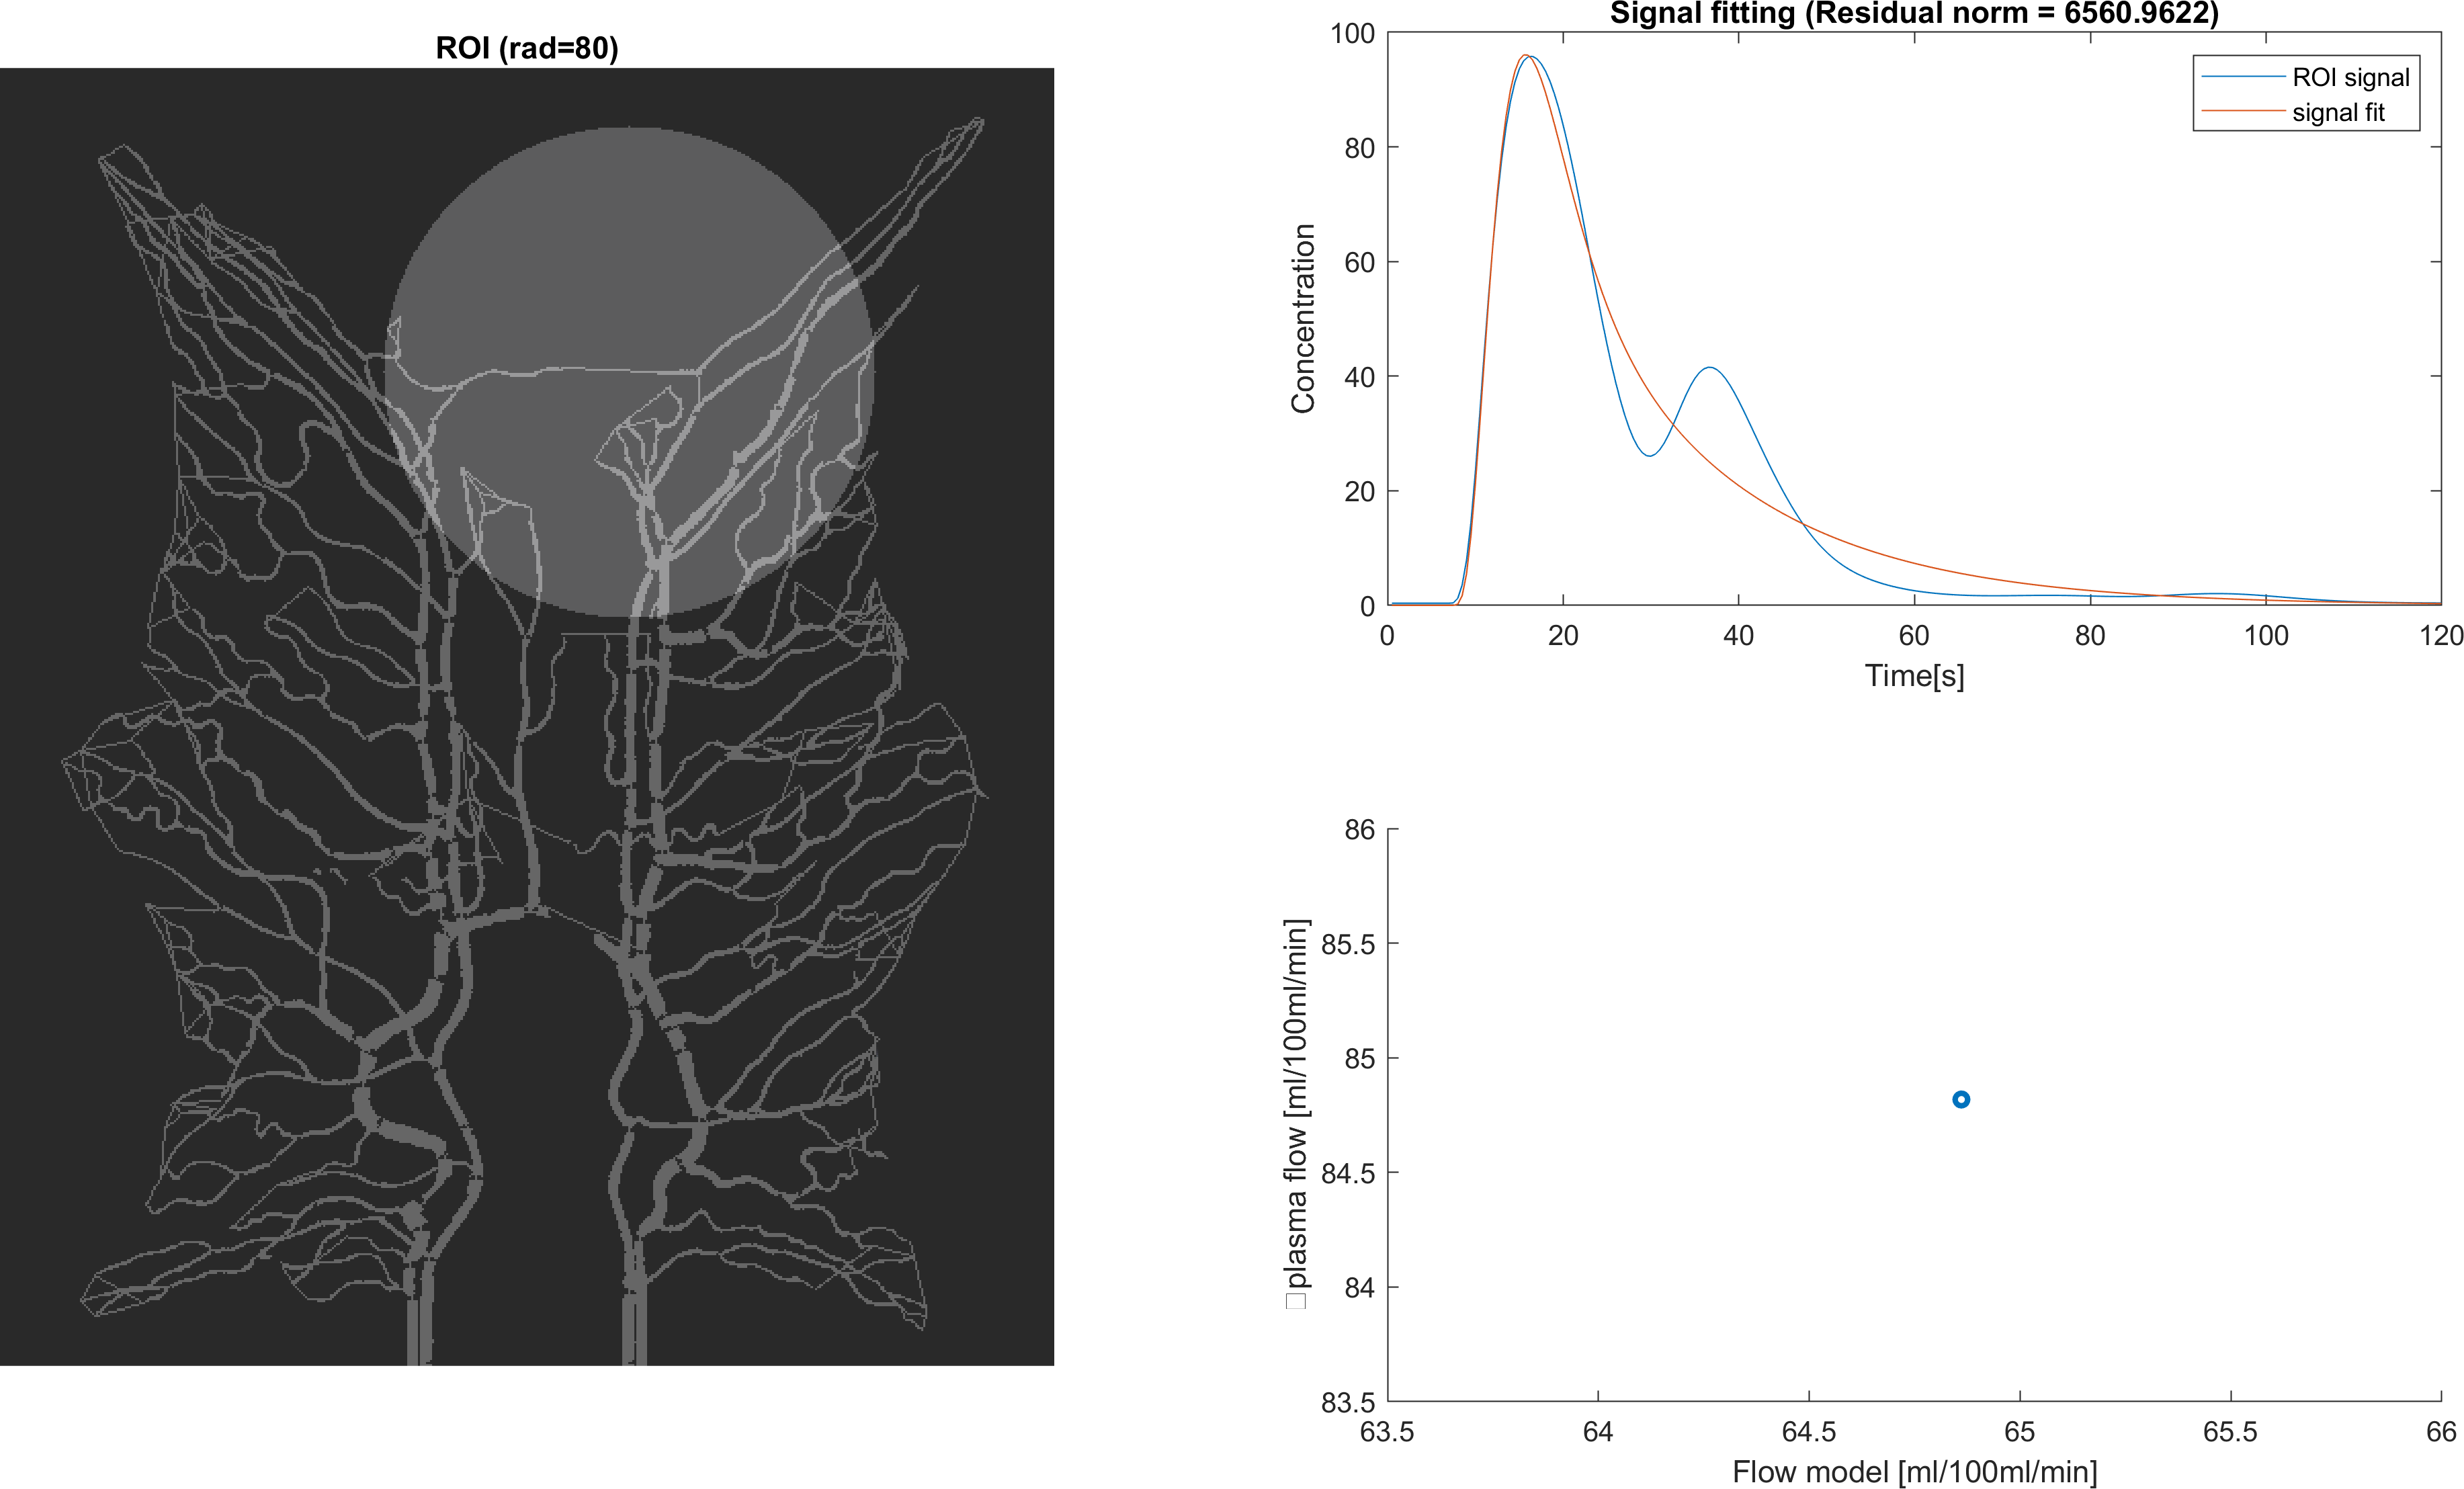 ROI (rad=80)
Signal fitting (Residual norm = 6560.9622)
100
80
60
40
20
0
Concentration
ROI signal
signal fit
0 20 40 60 80 100 120
Time[s]
86
85.5
85
84.5
84
83.5
□ plasma flow [ml/100ml/min]
63.5 64 64.5 65 65.5 66
Flow model [ml/100ml/min]